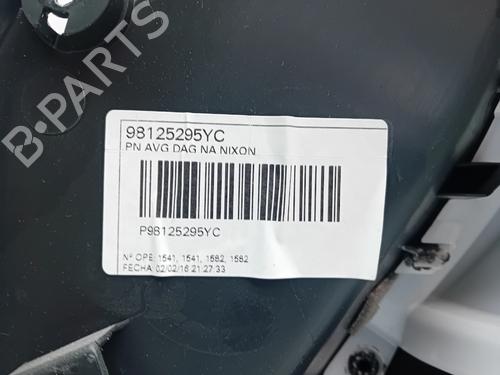 98125295YC
PN AVG DAG NA NIXON
P98125295YC
Nº OPE: 1541, 1541, 1582, 1582
FECHA: 02/02/16 21:27:33
B-PARTS